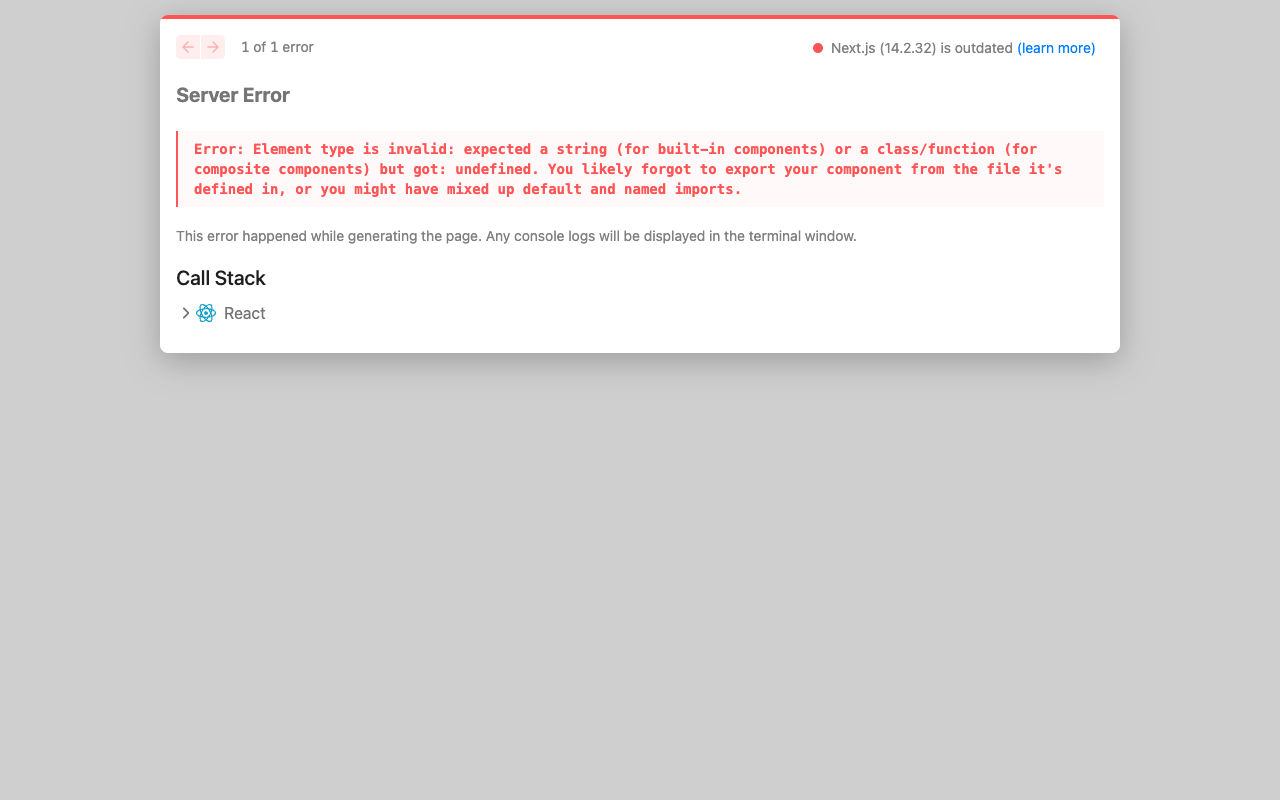 1 of 1 error
Next.js (14.2.32) is outdated (learn more)
Server Error
Error: Element type is invalid: expected a string (for built-in components) or a class/function (for
composite components) but got: undefined. You likely forgot to export your component from the file it's
defined in, or you might have mixed up default and named imports.
This error happened while generating the page. Any console logs will be displayed in the terminal window.
Call Stack
React